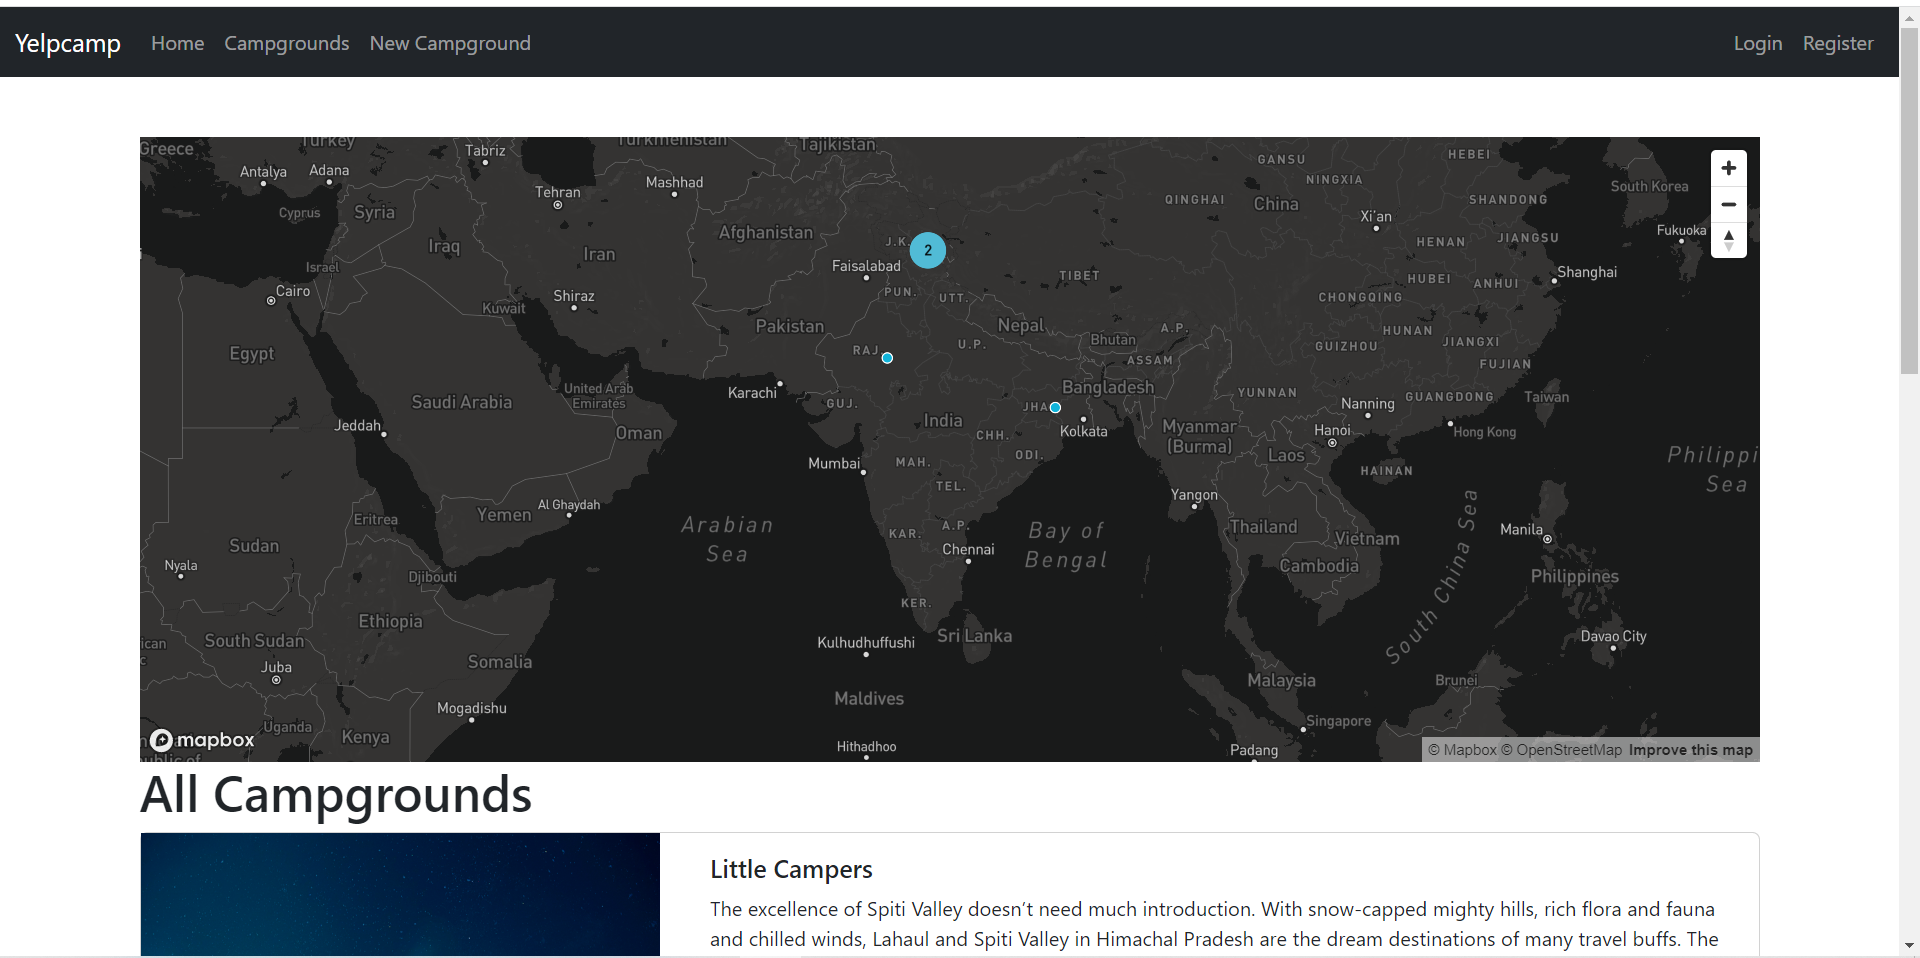 Yelpcamp Home Campgrounds New Campground Login Register
Greece Turkey Tabriz Turkmenistan Tajikistan GANSU HEBEI
Antalya Adana Tehran Mashhad NINGXIA South Korea
Cyprus Syria QINGHAI China SHANDONG
Afghanistan Xi'an Fukuoka
Iraq Iran J.K. 2 HENAN JIANGSU
Israel Faisalabad TIBET Shanghai
Cairo Shiraz PUN. UTT. CHONGQING HUBEI ANHUI
Kuwait Pakistan Nepal A.P. HUNAN
Egypt RAJ. U.P. Bhutan GUIZHOU JIANGXI
ASSAM FUJIAN
United Arab
Emirates
Karachi Bangladesh YUNNAN GUANGDONG Taiwan
Saudi Arabia GUJ. JHA Nanning
Jeddah Oman India Kolkata Myanmar
(Burma) Hanoi Hong Kong
CHH. Laos
Mumbai MAH. ODI. HAINAN Philippi
Sea
TEL. Yangon
Al Ghaydah
Eritrea Yemen Arabian
Sea KAR. A.P. Bay of
Bengal Thailand Vietnam South China Sea Manila
Sudan Chennai
Nyala Cambodia
Djibouti Philippines
Ethiopia KER.
ican
c South Sudan Kulhudhuffushi Sri Lanka Davao City
Juba Somalia
Maldives Malaysia Brunei
Mogadishu Singapore
Uganda Kenya
mapbox Hithadhoo Padang © Mapbox © OpenStreetMap Improve this map
ublic of
All Campgrounds
Little Campers
The excellence of Spiti Valley doesn’t need much introduction. With snow-capped mighty hills, rich flora and fauna
and chilled winds, Lahaul and Spiti Valley in Himachal Pradesh are the dream destinations of many travel buffs. The